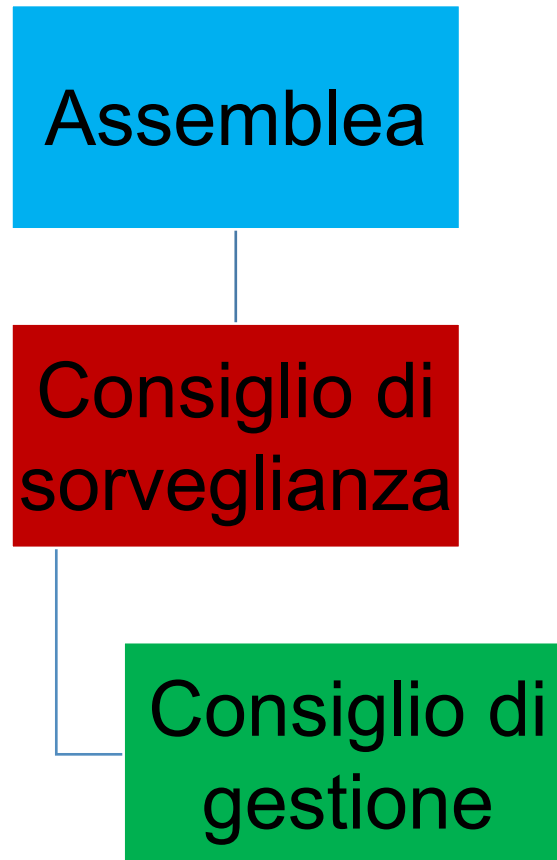 Assemblea
Consiglio di
sorveglianza
Consiglio di
gestione